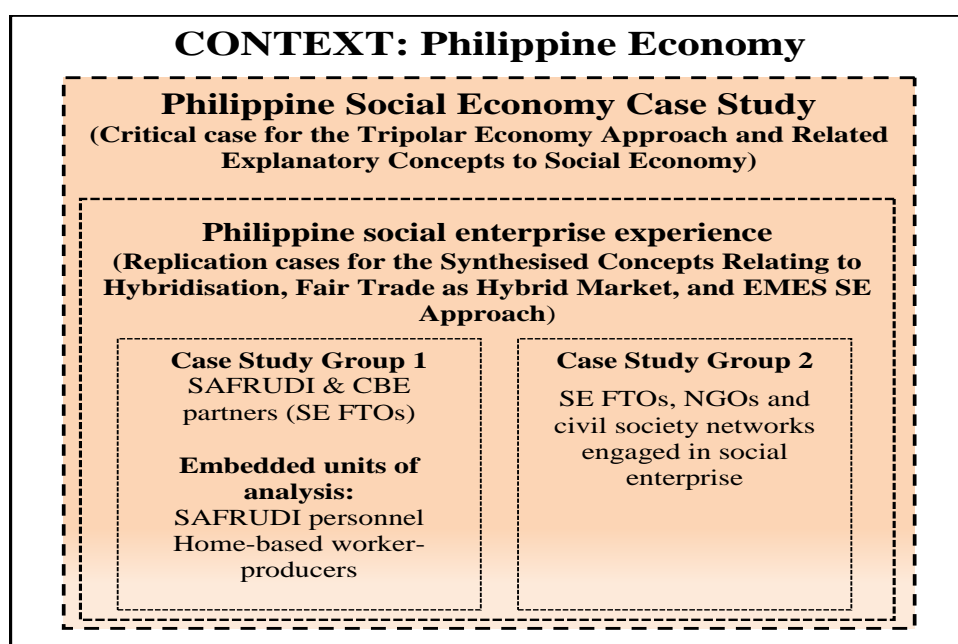 CONTEXT: Philippine Economy
Philippine Social Economy Case Study
(Critical case for the Tripolar Economy Approach and Related
Explanatory Concepts to Social Economy)
Philippine social enterprise experience
(Replication cases for the Synthesised Concepts Relating to
Hybridisation, Fair Trade as Hybrid Market, and EMES SE
Approach)
Case Study Group 1
SAFRUDI & CBE
partners (SE FTOs)
Embedded units of
analysis:
SAFRUDI personnel
Home-based worker-
producers
Case Study Group 2
SE FTOs, NGOs and
civil society networks
engaged in social
enterprise